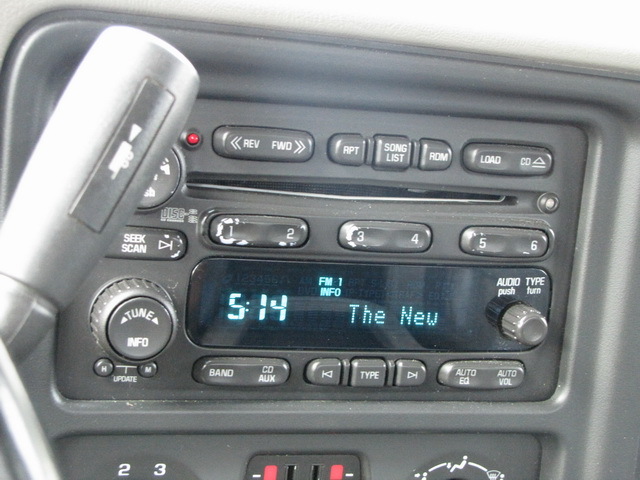 REV FWD
RPT
SONG
LIST
RDM
LOAD CD
DISC
1 2
3 4
5 6
SEEK
SCAN
FM 1
INFO
5:14
The New
AUDIO TYPE
push turn
TUNE
INFO
H M
UPDATE
BAND
CD
AUX
TYPE
AUTO
EQ
AUTO
VOL
2 3